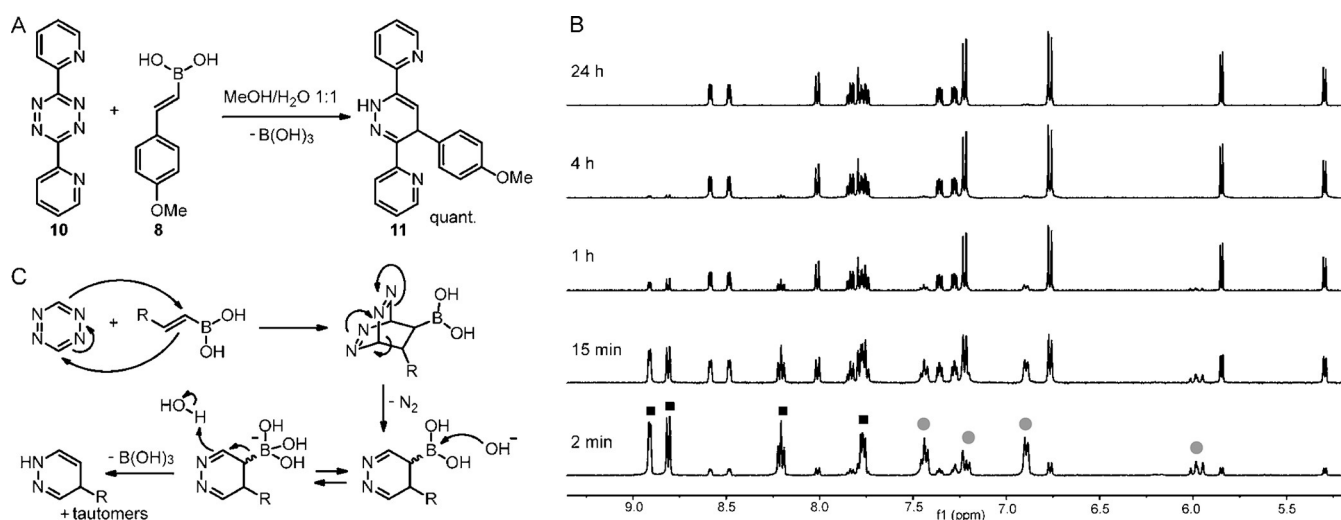 A
HO
OH
B
N
N
N
N
N
N
+
OMe
10
8
MeOH/H2O 1:1
-B(OH)3
N
HN
N
N
OMe
11
quant.
B
24 h
4 h
1 h
15 min
2 min
9.0 8.5 8.0 7.5 7.0 6.5 6.0 5.5
f1 (ppm)
C
N
N
N
N
+
R
B
OH
OH
N
N
N
N
B
OH
OH
R
- N2
HO
H
OH
B
OH
OH
-
N
N
R
OH
B
OH
OH-
N
N
R
- B(OH)3
HN
N
R
+ tautomers